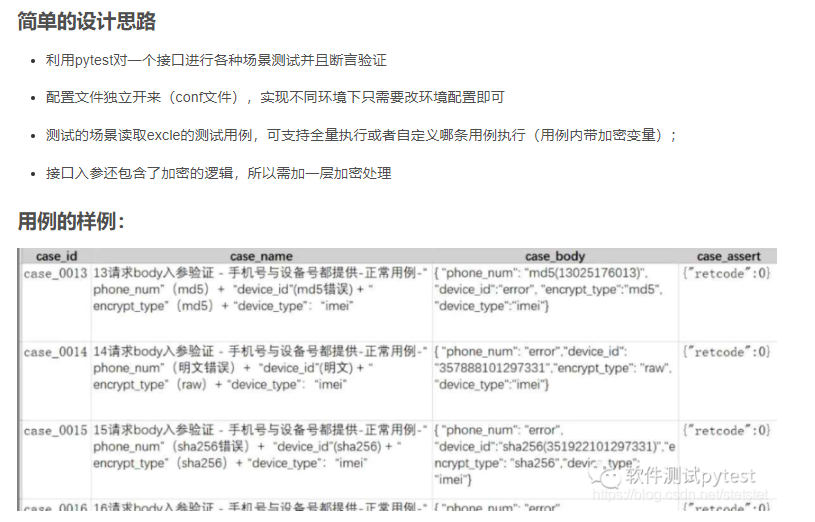 简单的设计思路
利用pytest对一个接口进行各种场景测试并且断言验证
配置文件独立开来（conf文件），实现不同环境下只需要改环境配置即可
测试的场景读取excle的测试用例，可支持全量执行或者自定义哪条用例执行（用例内带加密变量）；
接口入参还包含了加密的逻辑，所以需加一层加密处理
用例的样例：
case_id case_name case_body case_assert
case_0013 13请求body入参验证 - 手机号与设备号都提供-正常用例-“ { "phone_num": "md5(13025176013)", {"retcode":0}
phone_num”（md5）+ “device_id”(md5错误) + “ "device_id":"error", "encrypt_type":"md5",
encrypt_type”（md5）+ “device_type”：“imei” "device_type":"imei"}
case_0014 14请求body入参验证 - 手机号与设备号都提供-正常用例-“ { "phone_num": "error","device_id": {"retcode":0}
phone_num”（明文错误）+ “device_id”(明文) + “ "357888101297331","encrypt_type": "raw",
encrypt_type”（raw）+ “device_type”：“imei” "device_type":"imei"}
case_0015 15请求body入参验证 - 手机号与设备号都提供-正常用例-“ { "phone_num": "error", {"retcode":0}
phone_num”（sha256错误）+ “device_id”(sha256) + “ "device_id":"sha256(351922101297331)","e
encrypt_type”（sha256）+ “device_type”：“imei” ncrypt_type": "sha256","device_type":
"imei"}
软件测试pytest
case_0016 16请求body入参验证 - 手机号与设备号都提供-正常用例-“ { "phone_num": "error", {"retcode":0}